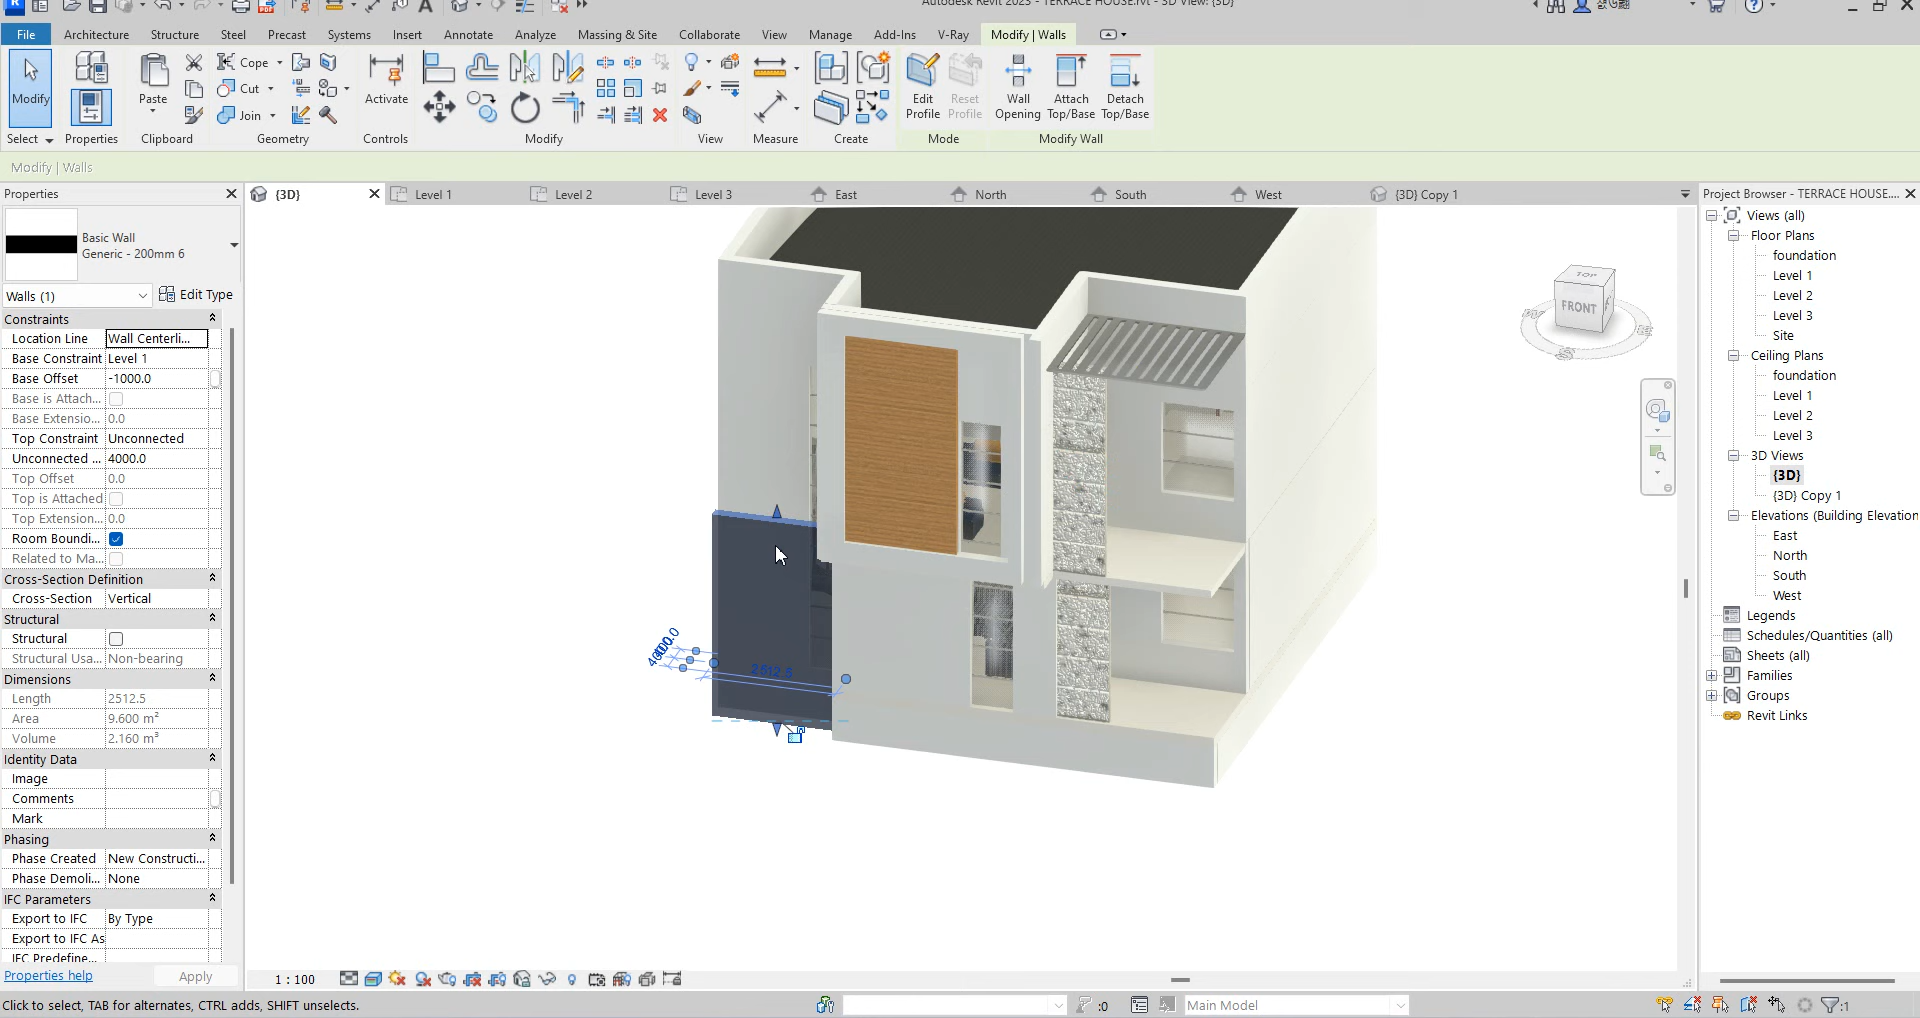 Autodesk Revit 2023 - TERRACE HOUSE.rvt - 3D View: {3D}
File Architecture Structure Steel Precast Systems Insert Annotate Analyze Massing & Site Collaborate View Manage Add-Ins V-Ray Modify | Walls
Modify
Paste
Cope
Cut
Join
Activate
Edit Profile
Reset Profile
Wall Opening
Attach Top/Base
Detach Top/Base
Select Properties Clipboard Geometry Controls Modify View Measure Create Mode Modify Wall
Modify | Walls
Properties
{3D} Level 1 Level 2 Level 3 East North South West {3D} Copy 1
Project Browser - TERRACE HOUSE....
Basic Wall
Generic - 200mm 6
Walls (1) Edit Type
Constraints
Location Line Wall Centerli...
Base Constraint Level 1
Base Offset -1000.0
Base is Attach...
Base Extensio... 0.0
Top Constraint Unconnected
Unconnected ... 4000.0
Top Offset 0.0
Top is Attached
Top Extension... 0.0
Room Boundi...
Related to Ma...
Cross-Section Definition
Cross-Section Vertical
Structural
Structural
Structural Usa... Non-bearing
Dimensions
Length 2512.5
Area 9.600 m²
Volume 2.160 m³
Identity Data
Image
Comments
Mark
Phasing
Phase Created New Constructi...
Phase Demoli... None
IFC Parameters
Export to IFC By Type
Export to IFC As
IFC Predefine...
Properties help Apply
2512.5
TOP
FRONT
Views (all)
Floor Plans
foundation
Level 1
Level 2
Level 3
Site
Ceiling Plans
foundation
Level 1
Level 2
Level 3
3D Views
{3D}
{3D} Copy 1
Elevations (Building Elevation
East
North
South
West
Legends
Schedules/Quantities (all)
Sheets (all)
Families
Groups
Revit Links
1 : 100
Click to select, TAB for alternates, CTRL adds, SHIFT unselects.
:0
Main Model
:1